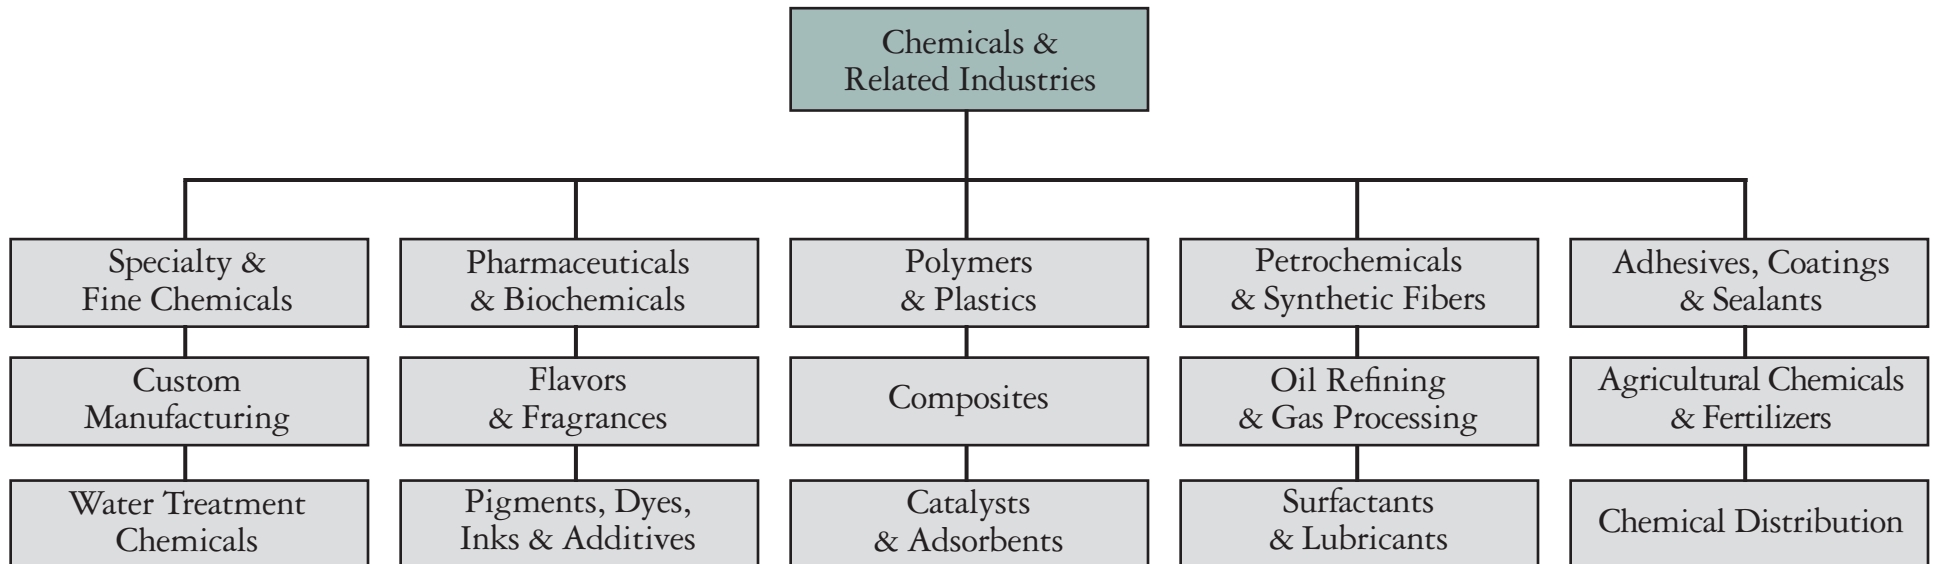 Chemicals &
Related Industries
Specialty &
Fine Chemicals
Pharmaceuticals
& Biochemicals
Polymers
& Plastics
Petrochemicals
& Synthetic Fibers
Adhesives, Coatings
& Sealants
Custom
Manufacturing
Flavors
& Fragrances
Composites
Oil Refining
& Gas Processing
Agricultural Chemicals
& Fertilizers
Water Treatment
Chemicals
Pigments, Dyes,
Inks & Additives
Catalysts
& Adsorbents
Surfactants
& Lubricants
Chemical Distribution